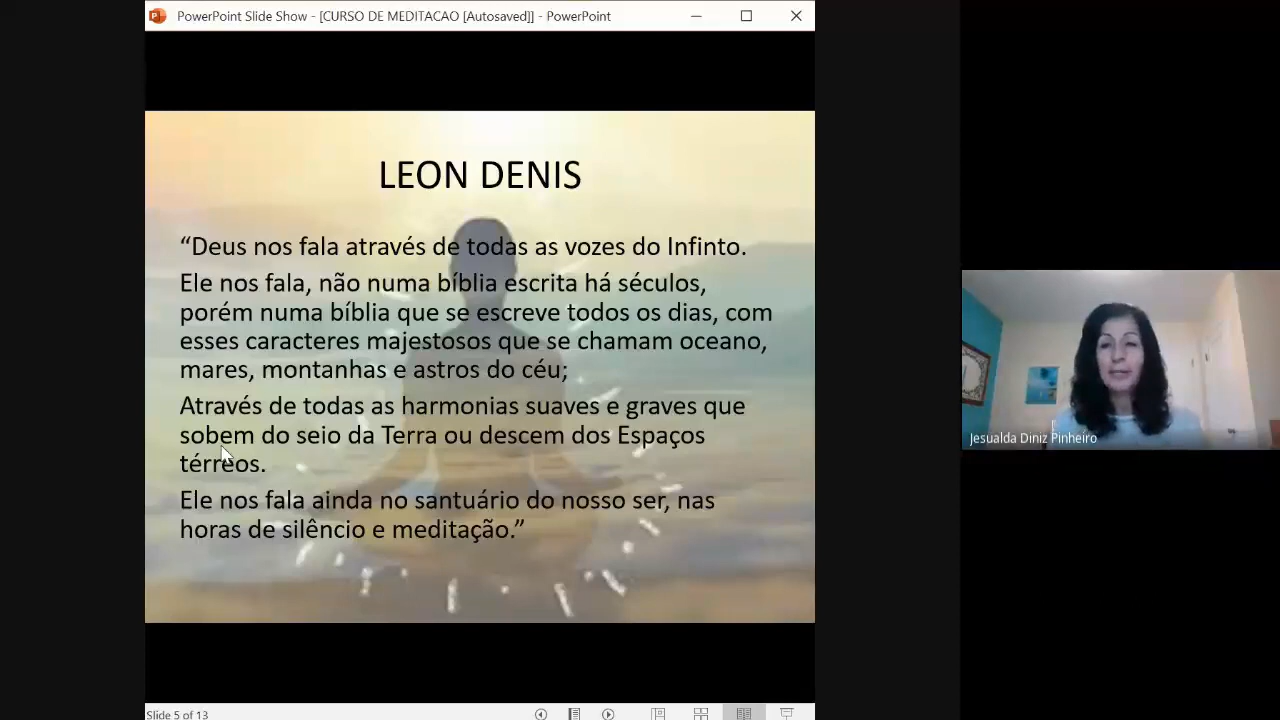 PowerPoint Slide Show - [CURSO DE MEDITACAO [Autosaved]] - PowerPoint
LEON DENIS
“Deus nos fala através de todas as vozes do Infinto.
Ele nos fala, não numa bíblia escrita há séculos,
porém numa bíblia que se escreve todos os dias, com
esses caracteres majestosos que se chamam oceano,
mares, montanhas e astros do céu;
Através de todas as harmonias suaves e graves que
sobem do seio da Terra ou descem dos Espaços
térreos.
Ele nos fala ainda no santuário do nosso ser, nas
horas de silêncio e meditação.”
Jesualda Diniz Pinheiro
Slide 5 of 13